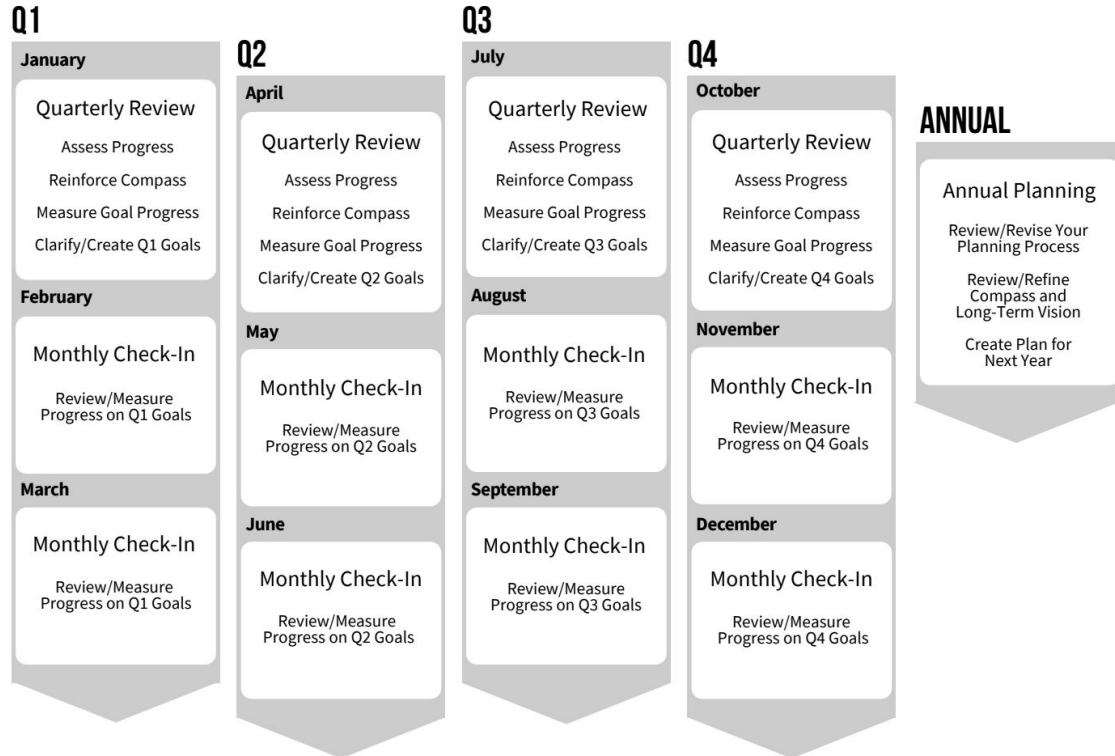 Q1
January
Quarterly Review
Assess Progress
Reinforce Compass
Measure Goal Progress
Clarify/Create Q1 Goals
February
Monthly Check-In
Review/Measure
Progress on Q1 Goals
March
Monthly Check-In
Review/Measure
Progress on Q1 Goals
Q2
April
Quarterly Review
Assess Progress
Reinforce Compass
Measure Goal Progress
Clarify/Create Q2 Goals
May
Monthly Check-In
Review/Measure
Progress on Q2 Goals
June
Monthly Check-In
Review/Measure
Progress on Q2 Goals
Q3
July
Quarterly Review
Assess Progress
Reinforce Compass
Measure Goal Progress
Clarify/Create Q3 Goals
August
Monthly Check-In
Review/Measure
Progress on Q3 Goals
September
Monthly Check-In
Review/Measure
Progress on Q3 Goals
Q4
October
Quarterly Review
Assess Progress
Reinforce Compass
Measure Goal Progress
Clarify/Create Q4 Goals
November
Monthly Check-In
Review/Measure
Progress on Q4 Goals
December
Monthly Check-In
Review/Measure
Progress on Q4 Goals
ANNUAL
Annual Planning
Review/Revise Your
Planning Process
Review/Refine
Compass and
Long-Term Vision
Create Plan for
Next Year